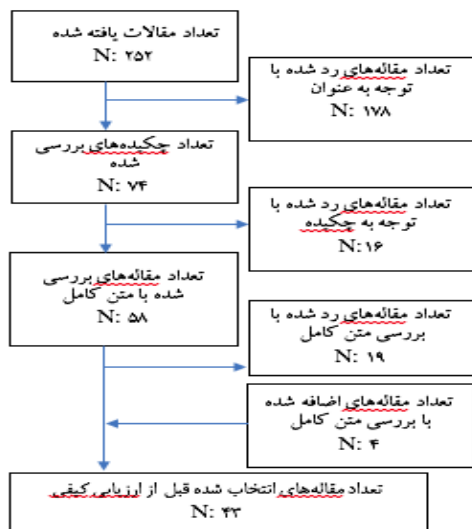 تعداد مقالات یافته شده
N: ۲۵۲
تعداد مقاله‌های رد شده با
توجه به عنوان
N: ۱۷۸
تعداد چکیده‌های بررسی
شده
N: ۷۴
تعداد مقاله‌های رد شده با
توجه به چکیده
N:۱۶
تعداد مقاله‌های بررسی
شده با متن کامل
N: ۵۸
تعداد مقاله‌های رد شده با
بررسی متن کامل
N: ۱۹
تعداد مقاله‌های اضافه شده
با بررسی متن کامل
N: ۴
تعداد مقاله‌های انتخاب شده قبل از ارزیابی کیفی
N: ۴۳